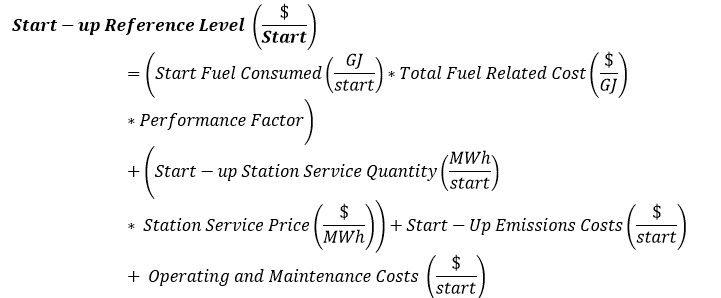 Start − up Reference Level ($/Start)
= (Start Fuel Consumed (GJ/start) * Total Fuel Related Cost ($/GJ)
* Performance Factor)
+ (Start − up Station Service Quantity (MWh/start)
* Station Service Price ($/MWh)) + Start − Up Emissions Costs ($/start)
+ Operating and Maintenance Costs ($/start)